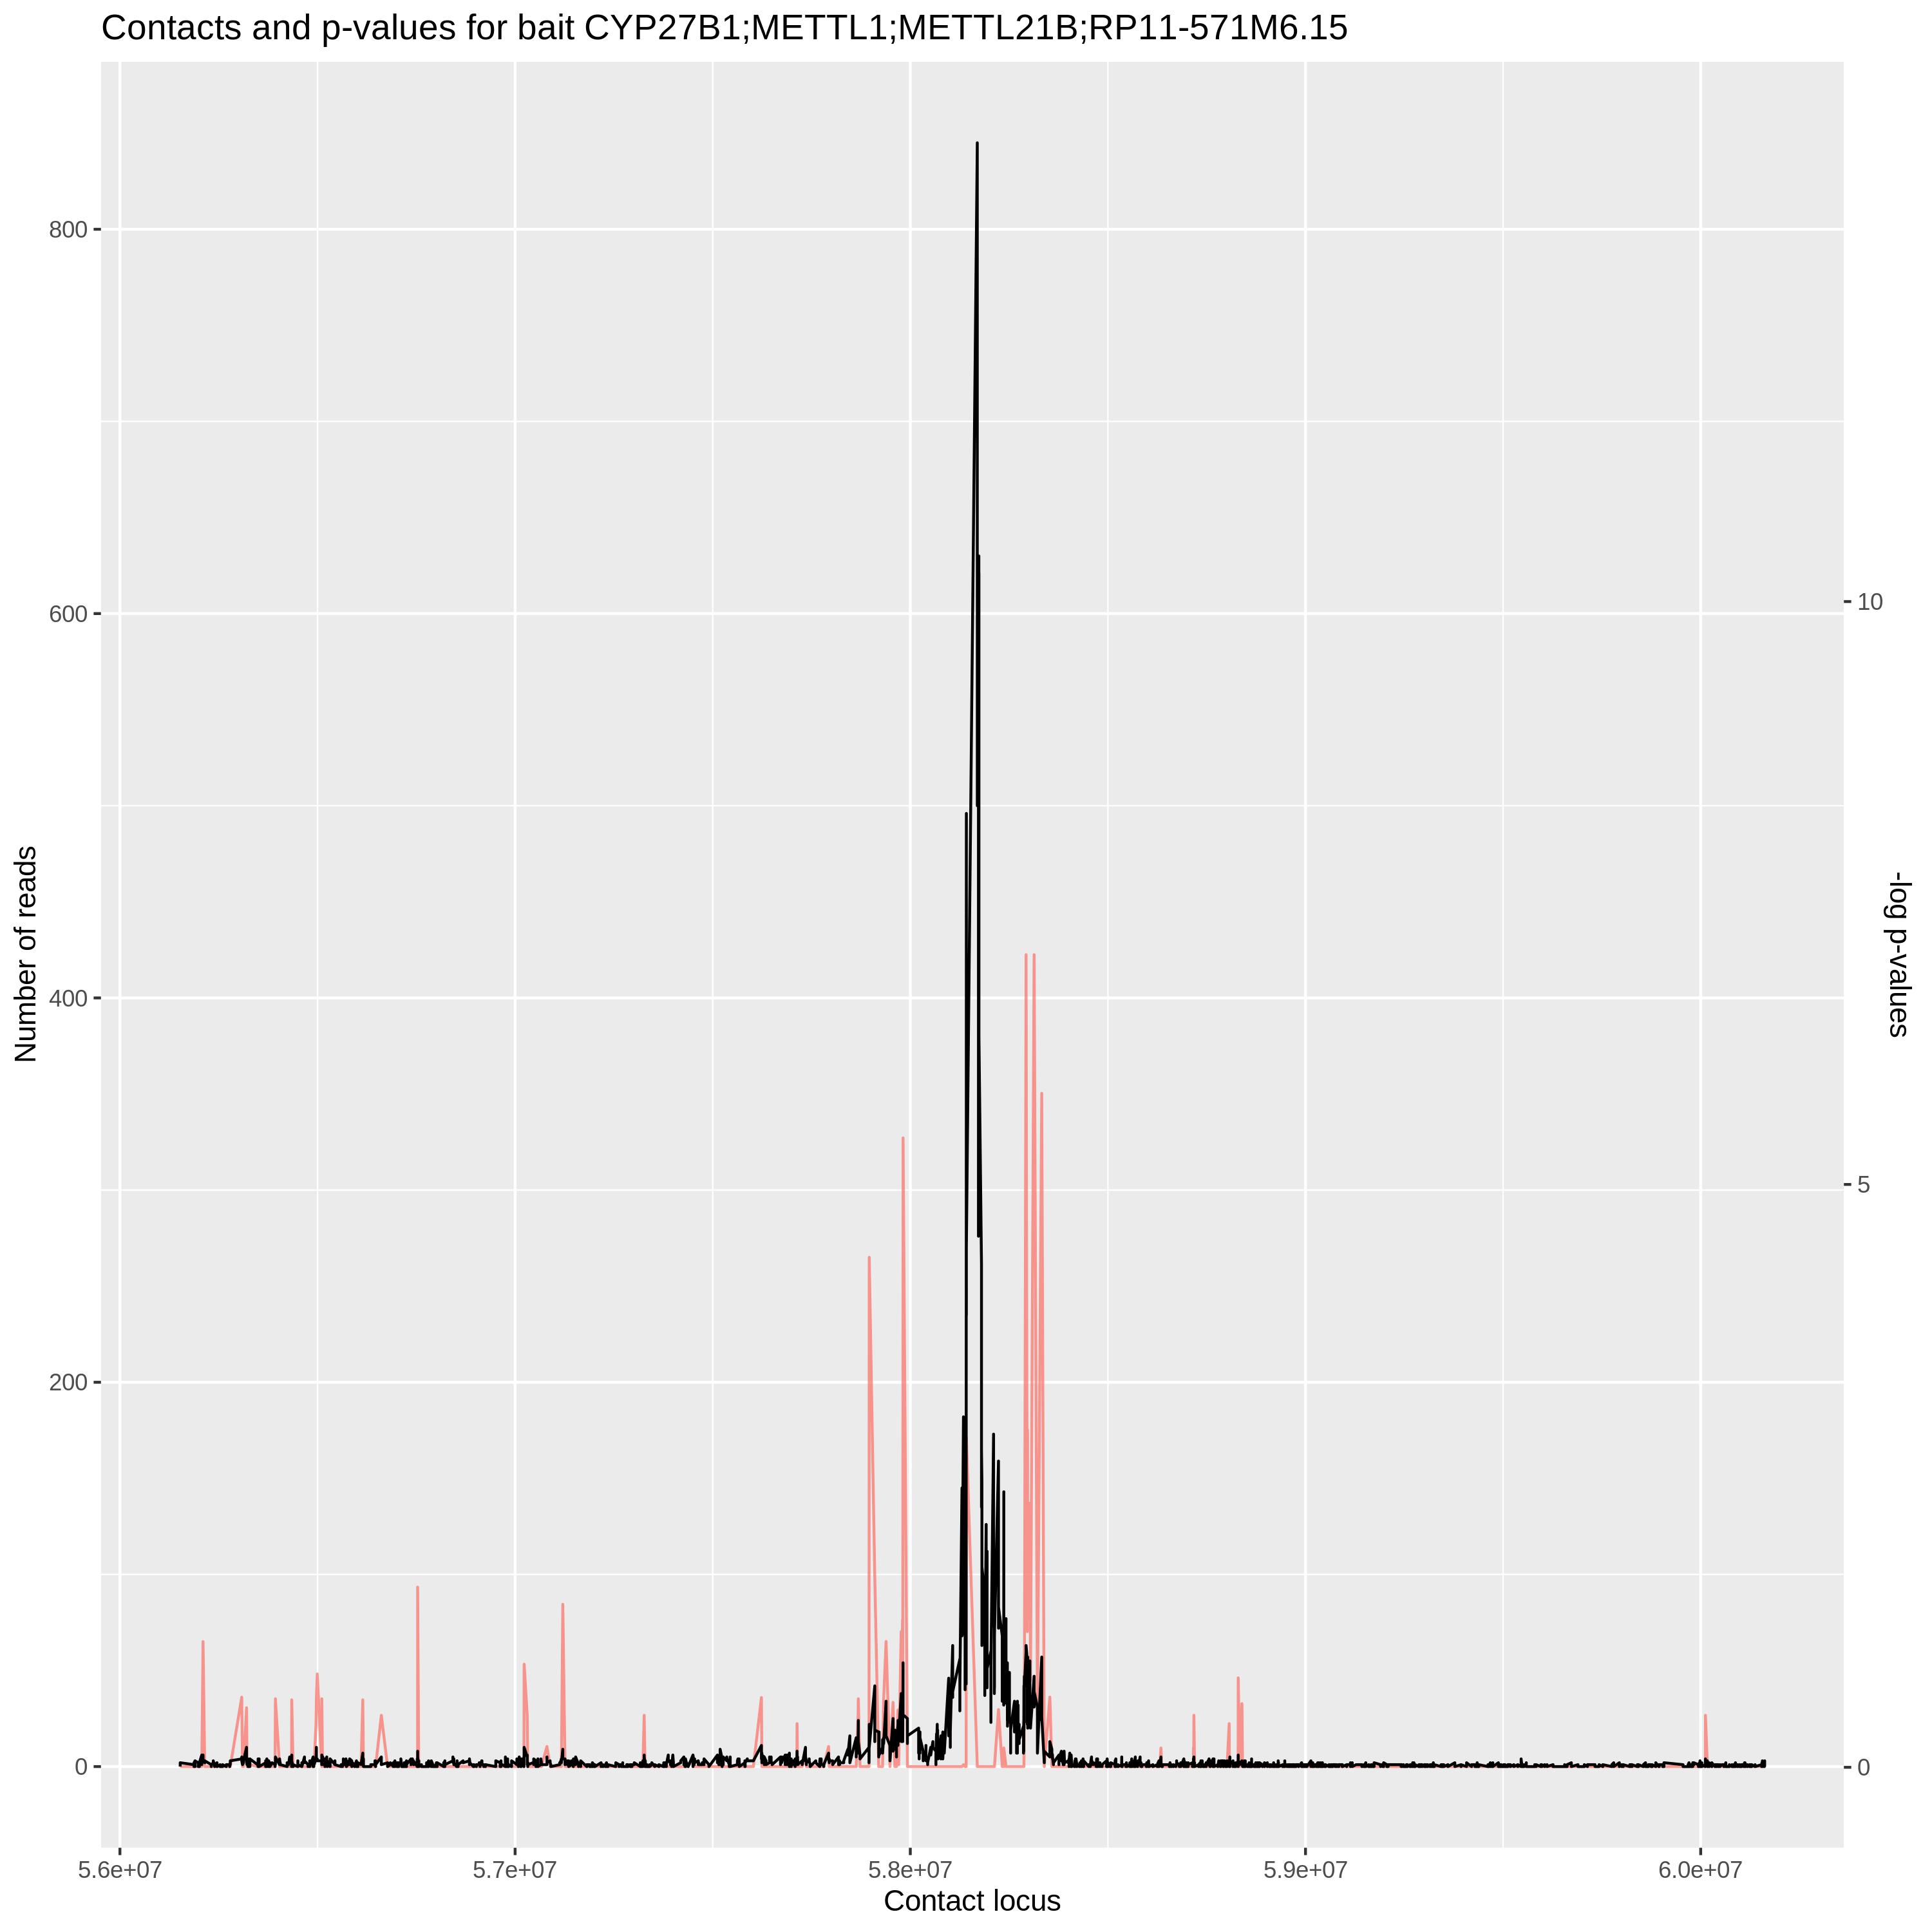 Contacts and p-values for bait CYP27B1;METTL1;METTL21B;RP11-571M6.15
Number of reads
800
600
400
200
0
10
5
0
-log p-values
5.6e+07 5.7e+07 5.8e+07 5.9e+07 6.0e+07
Contact locus